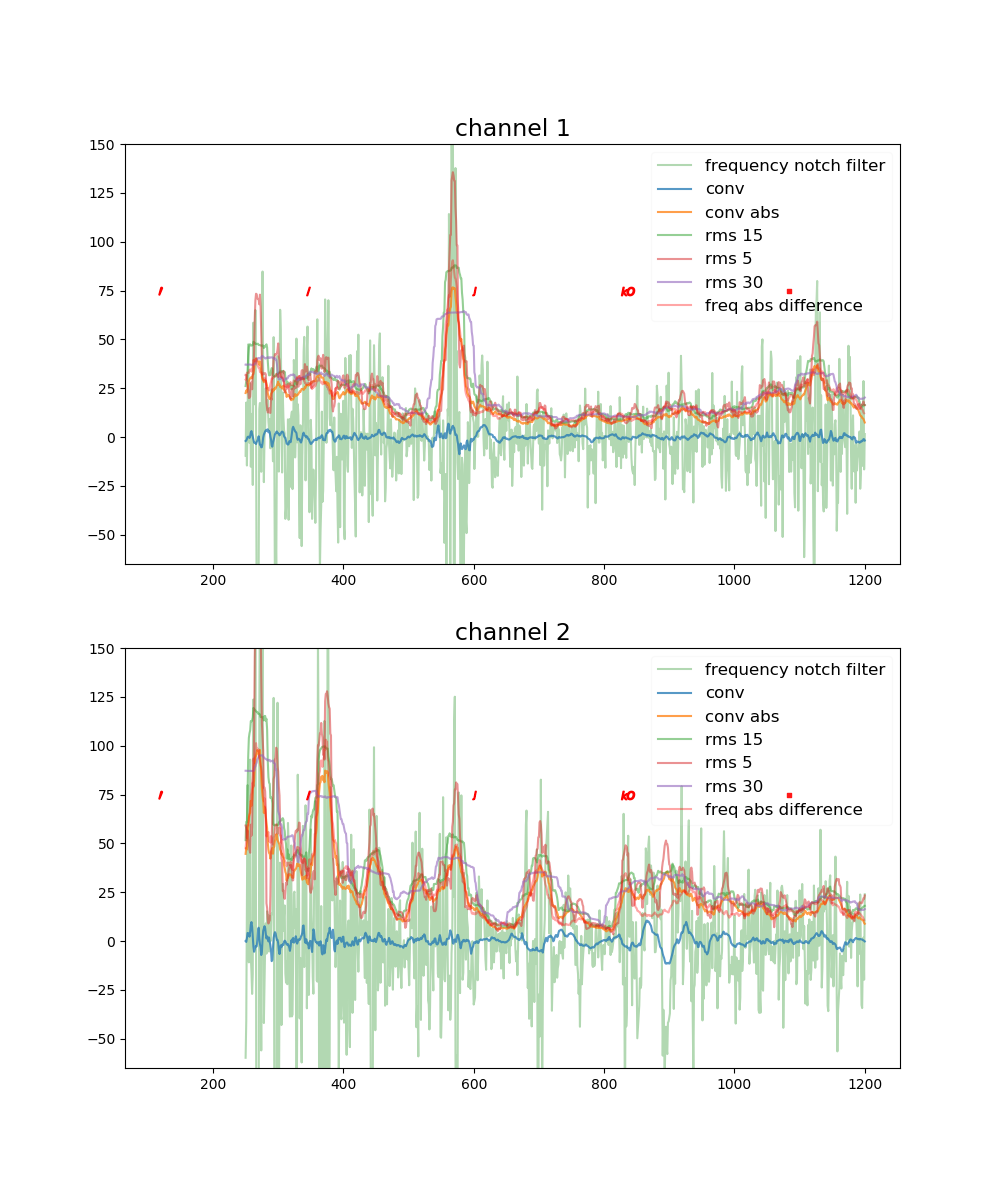 channel 1
150
125
100
75
50
25
0
−25
−50
frequency notch filter
conv
conv abs
rms 15
rms 5
rms 30
freq abs difference
200 400 600 800 1000 1200
channel 2
150
125
100
75
50
25
0
−25
−50
frequency notch filter
conv
conv abs
rms 15
rms 5
rms 30
freq abs difference
200 400 600 800 1000 1200